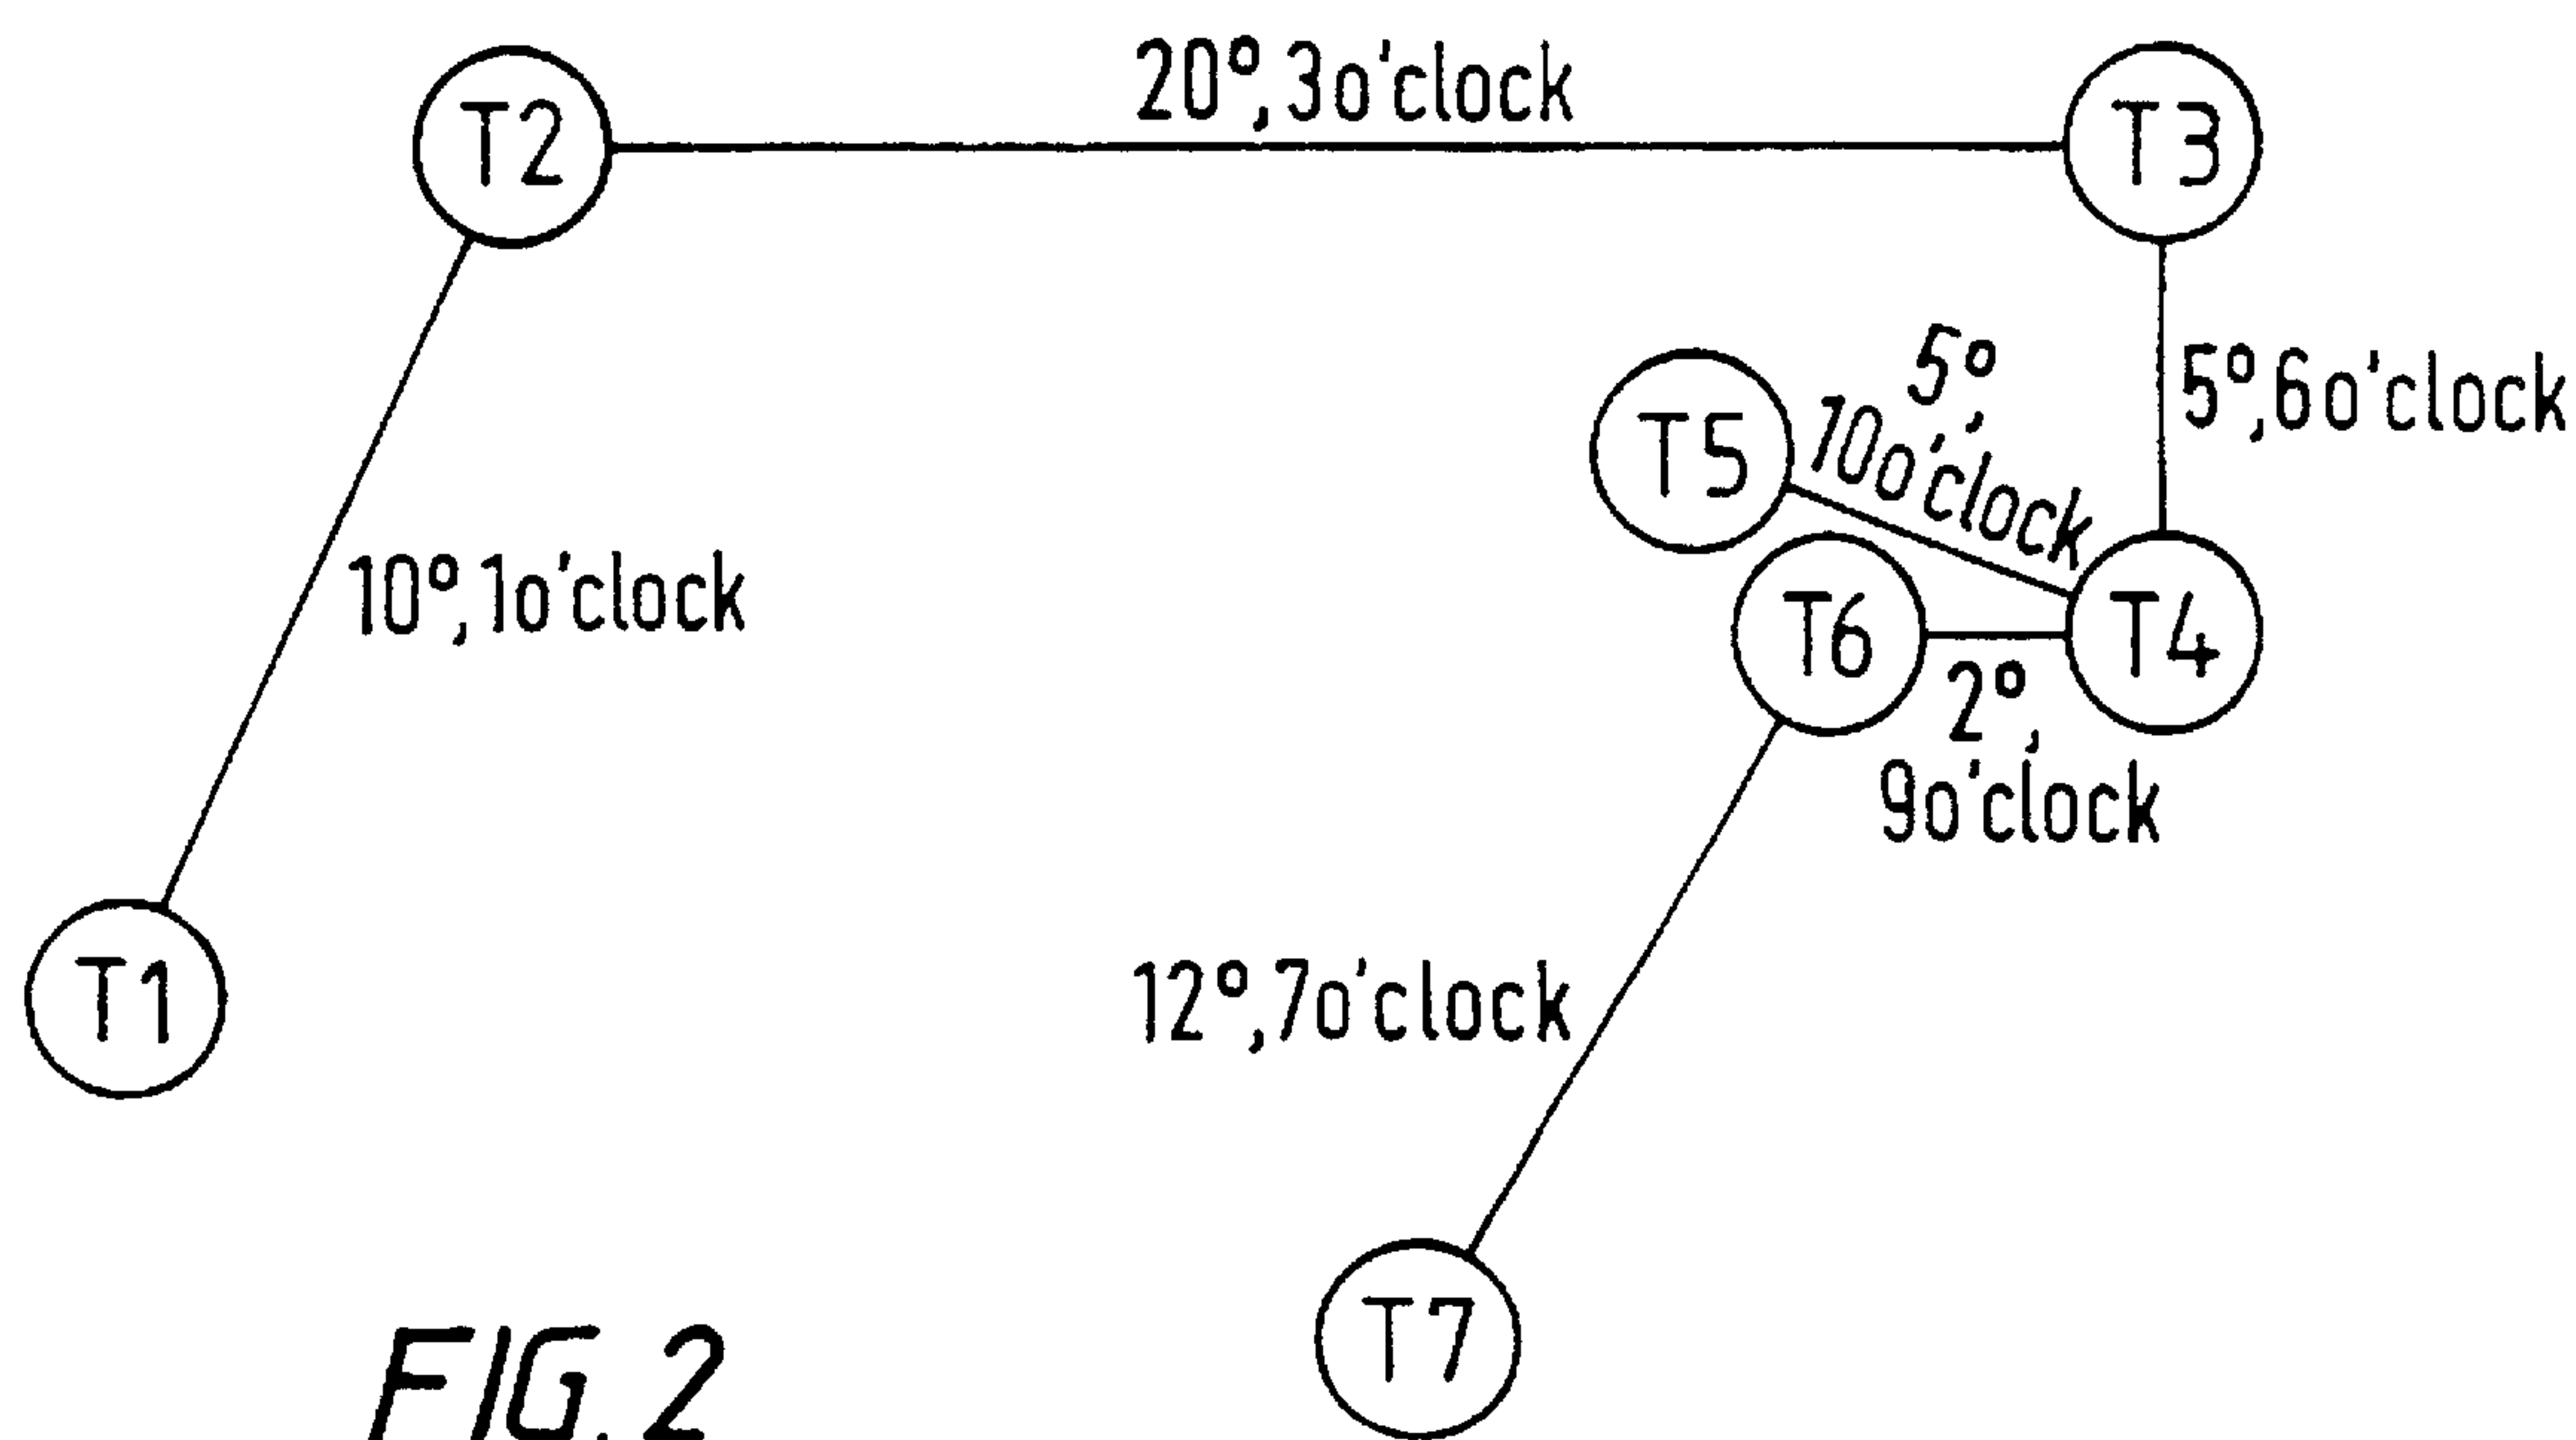 20°, 3o'clock
T2
T3
5°,
10o'clock
5°, 6o'clock
T5
10°, 1o'clock
T6
T4
2°,
9o'clock
T1
12°, 7o'clock
T7
FIG. 2